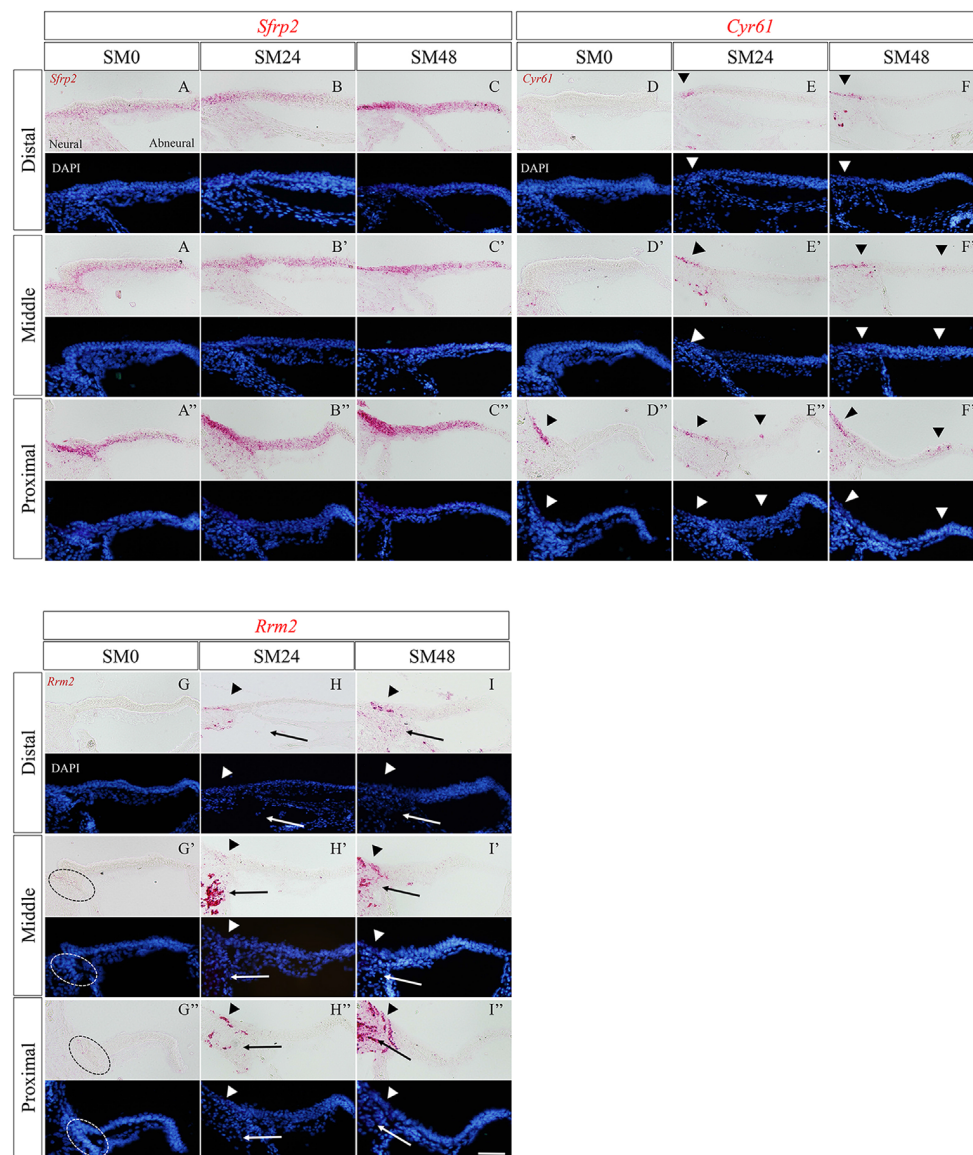 Sfrp2 Cyr61
SM0 SM24 SM48 SM0 SM24 SM48
Distal
Sfrp2 A B C Cyr61 D E F
Neural Abneural
DAPI DAPI
Middle
A B’ C’ D’ E’ F’
Proximal
A’’ B’’ C’’ D’’ E’’ F’
Rrm2
SM0 SM24 SM48
Distal
Rrm2 G H I
DAPI
Middle
G’ H’ I’
Proximal
G’’ H’’ I’’